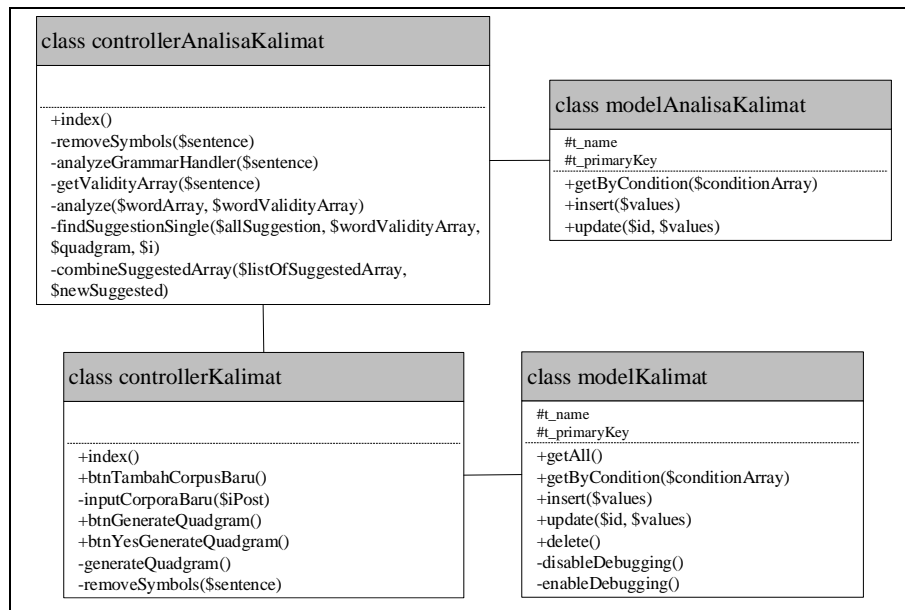 class controllerAnalisaKalimat
+index()
-removeSymbols($sentence)
-analyzeGrammarHandler($sentence)
-getValidityArray($sentence)
-analyze($wordArray, $wordValidityArray)
-findSuggestionSingle($allSuggestion, $wordValidityArray,
$quadgram, $i)
-combineSuggestedArray($listOfSuggestedArray,
$newSuggested)
class modelAnalisaKalimat
#t_name
#t_primaryKey
+getByCondition($conditionArray)
+insert($values)
+update($id, $values)
class controllerKalimat
+index()
+btnTambahCorpusBaru()
-inputCorporaBaru($iPost)
+btnGenerateQuadgram()
+btnYesGenerateQuadgram()
-generateQuadgram()
-removeSymbols($sentence)
class modelKalimat
#t_name
#t_primaryKey
+getAll()
+getByCondition($conditionArray)
+insert($values)
+update($id, $values)
+delete()
-disableDebugging()
-enableDebugging()